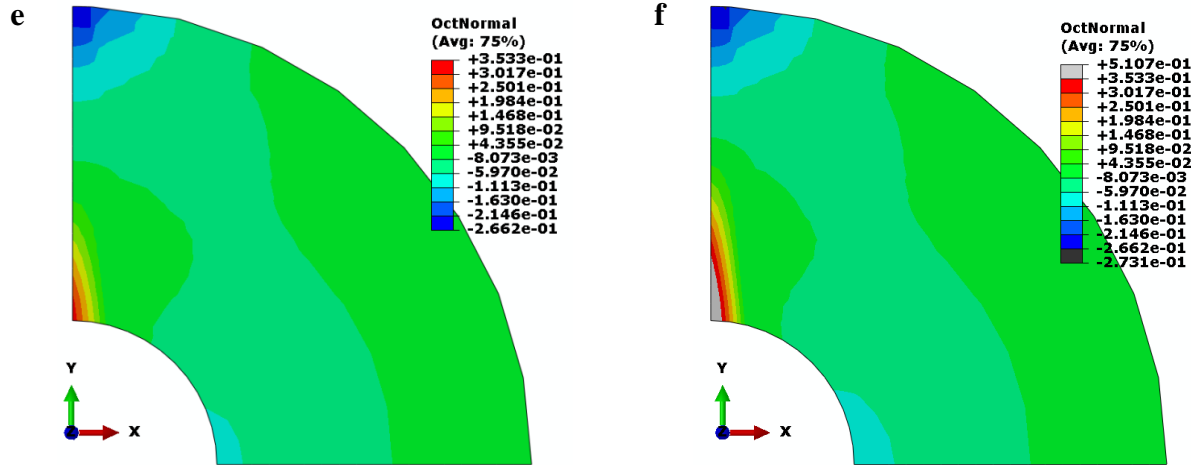 e
OctNormal
(Avg: 75%)
+3.533e-01
+3.017e-01
+2.501e-01
+1.984e-01
+1.468e-01
+9.518e-02
+4.355e-02
-8.073e-03
-5.970e-02
-1.113e-01
-1.630e-01
-2.146e-01
-2.662e-01
Y
Z
X
f
OctNormal
(Avg: 75%)
+5.107e-01
+3.533e-01
+3.017e-01
+2.501e-01
+1.984e-01
+1.468e-01
+9.518e-02
+4.355e-02
-8.073e-03
-5.970e-02
-1.113e-01
-1.630e-01
-2.146e-01
-2.662e-01
-2.731e-01
Y
Z
X